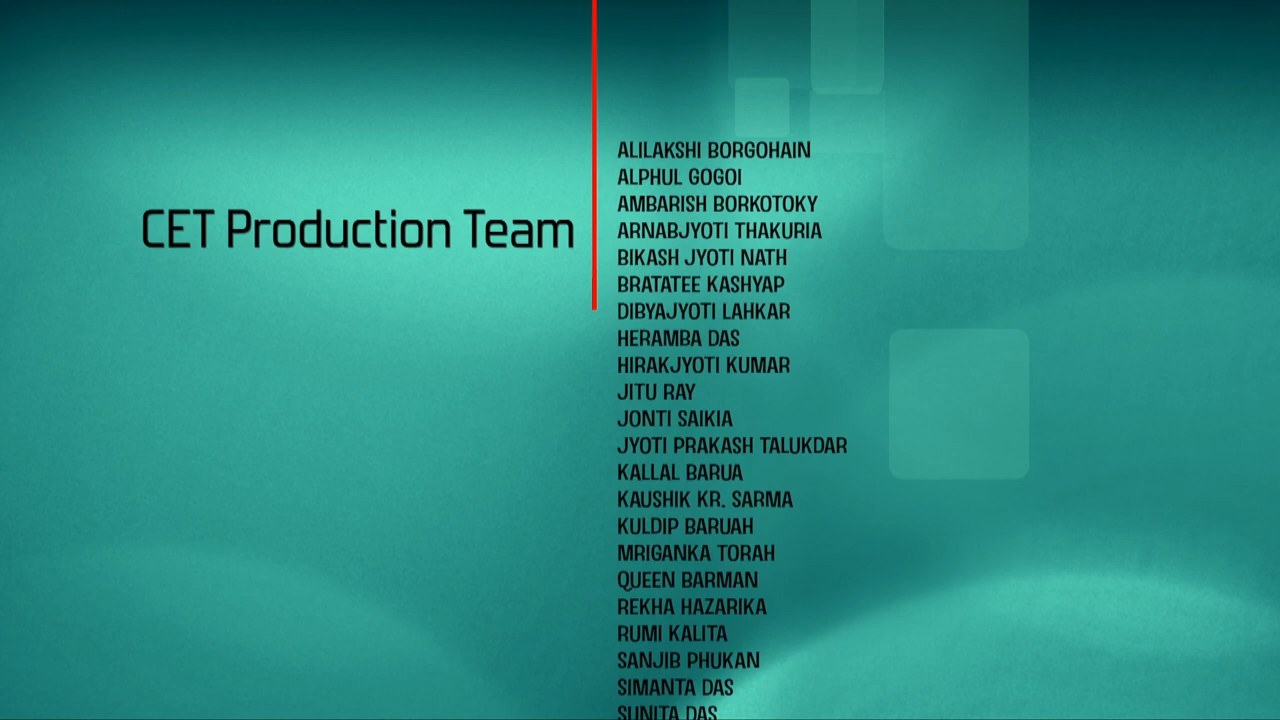 CET Production Team
ALILAKSHI BORGOHAIN
ALPHUL GOGOI
AMBARISH BORKOTOKY
ARNABJYOTI THAKURIA
BIKASH JYOTI NATH
BRATATEE KASHYAP
DIBYAJYOTI LAHKAR
HERAMBA DAS
HIRAKJYOTI KUMAR
JITU RAY
JONTI SAIKIA
JYOTI PRAKASH TALUKDAR
KALLAL BARUA
KAUSHIK KR. SARMA
KULDIP BARUAH
MRIGANKA TORAH
QUEEN BARMAN
REKHA HAZARIKA
RUMI KALITA
SANJIB PHUKAN
SIMANTA DAS
SUNITA DAS